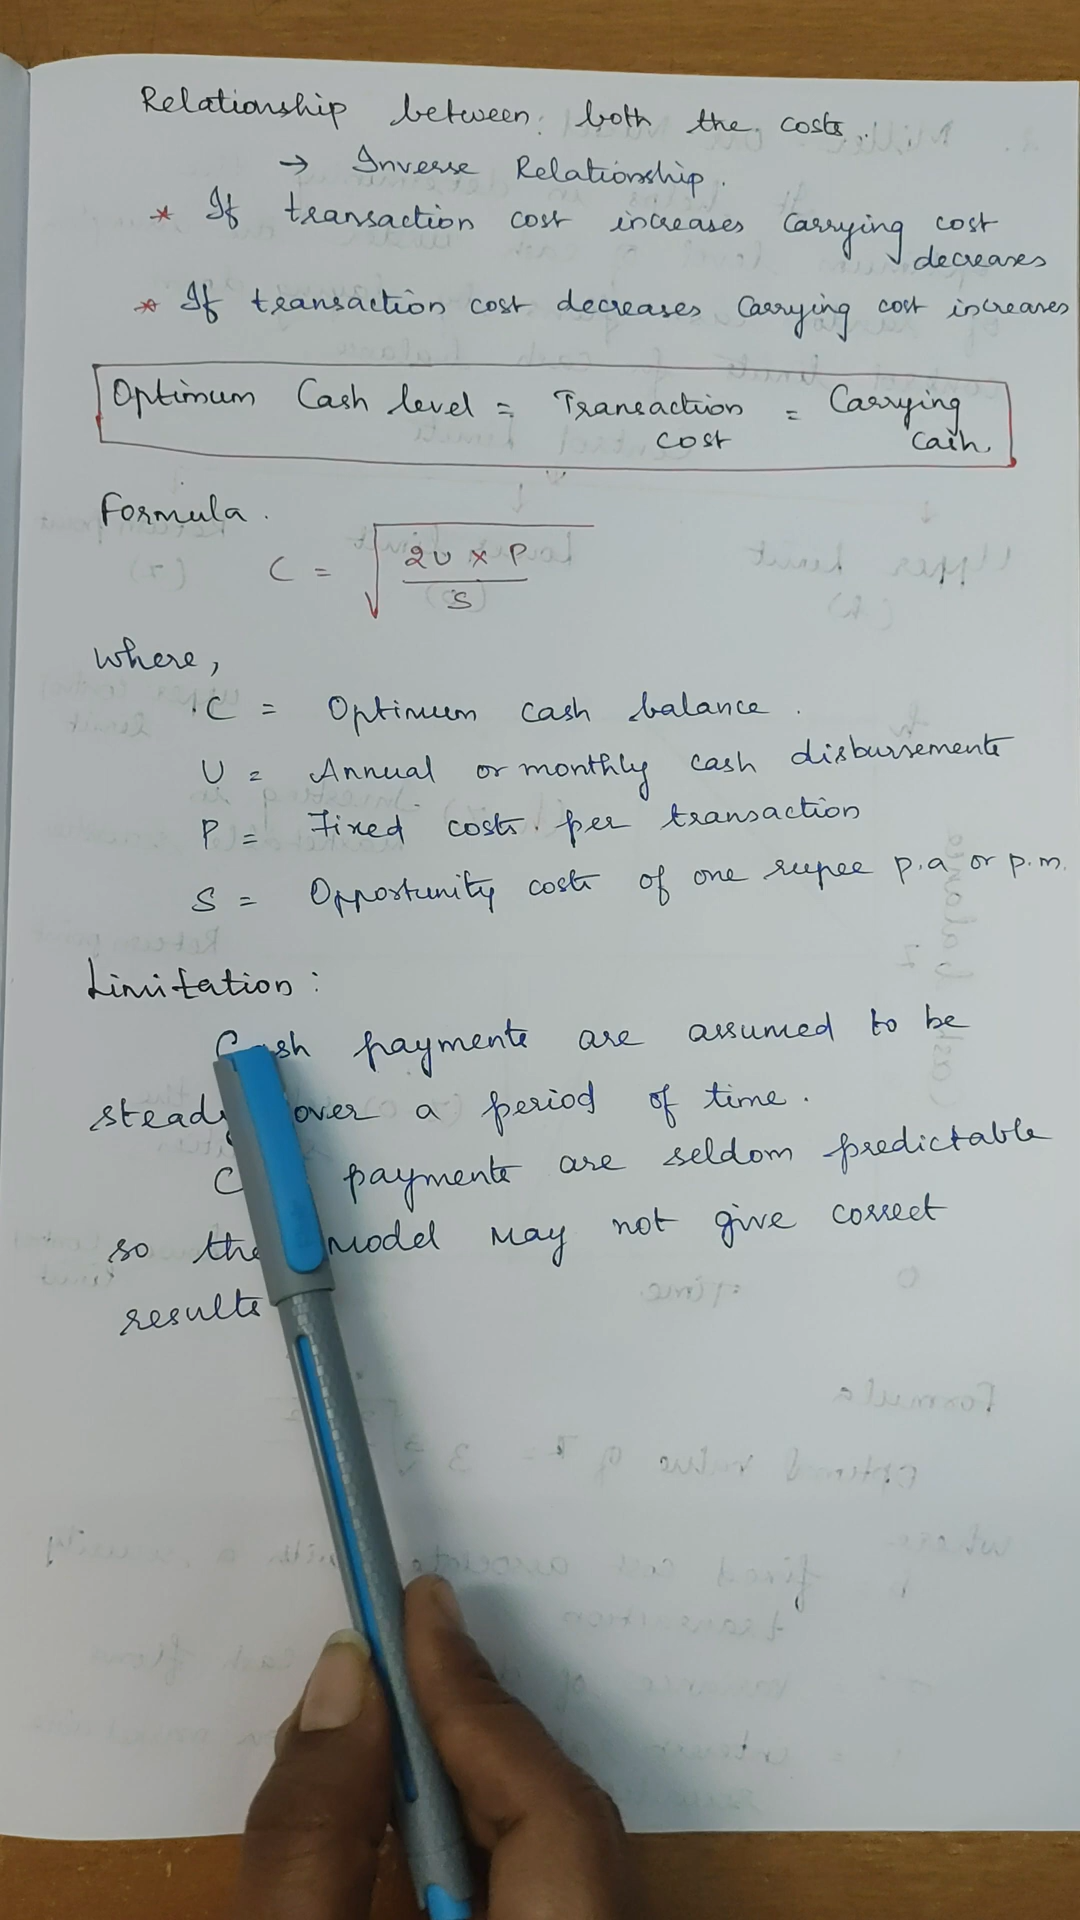 Relationship between both the costs.
→ Inverse Relationship.
* If transaction cost increases carrying cost
decreases
* If transaction cost decreases carrying cost increases
Optimum Cash level = Transaction = Carrying
cost cash.
Formula.
C = √2U x P
S
where,
C = Optimum cash balance.
U = Annual or monthly cash disbursements
P = Fixed costs per transaction
S = Opportunity costs of one rupee p.a or p.m.
Limitation:
Cash payments are assumed to be
steady over a period of time.
payments are seldom predictable
so the model may not give correct
results